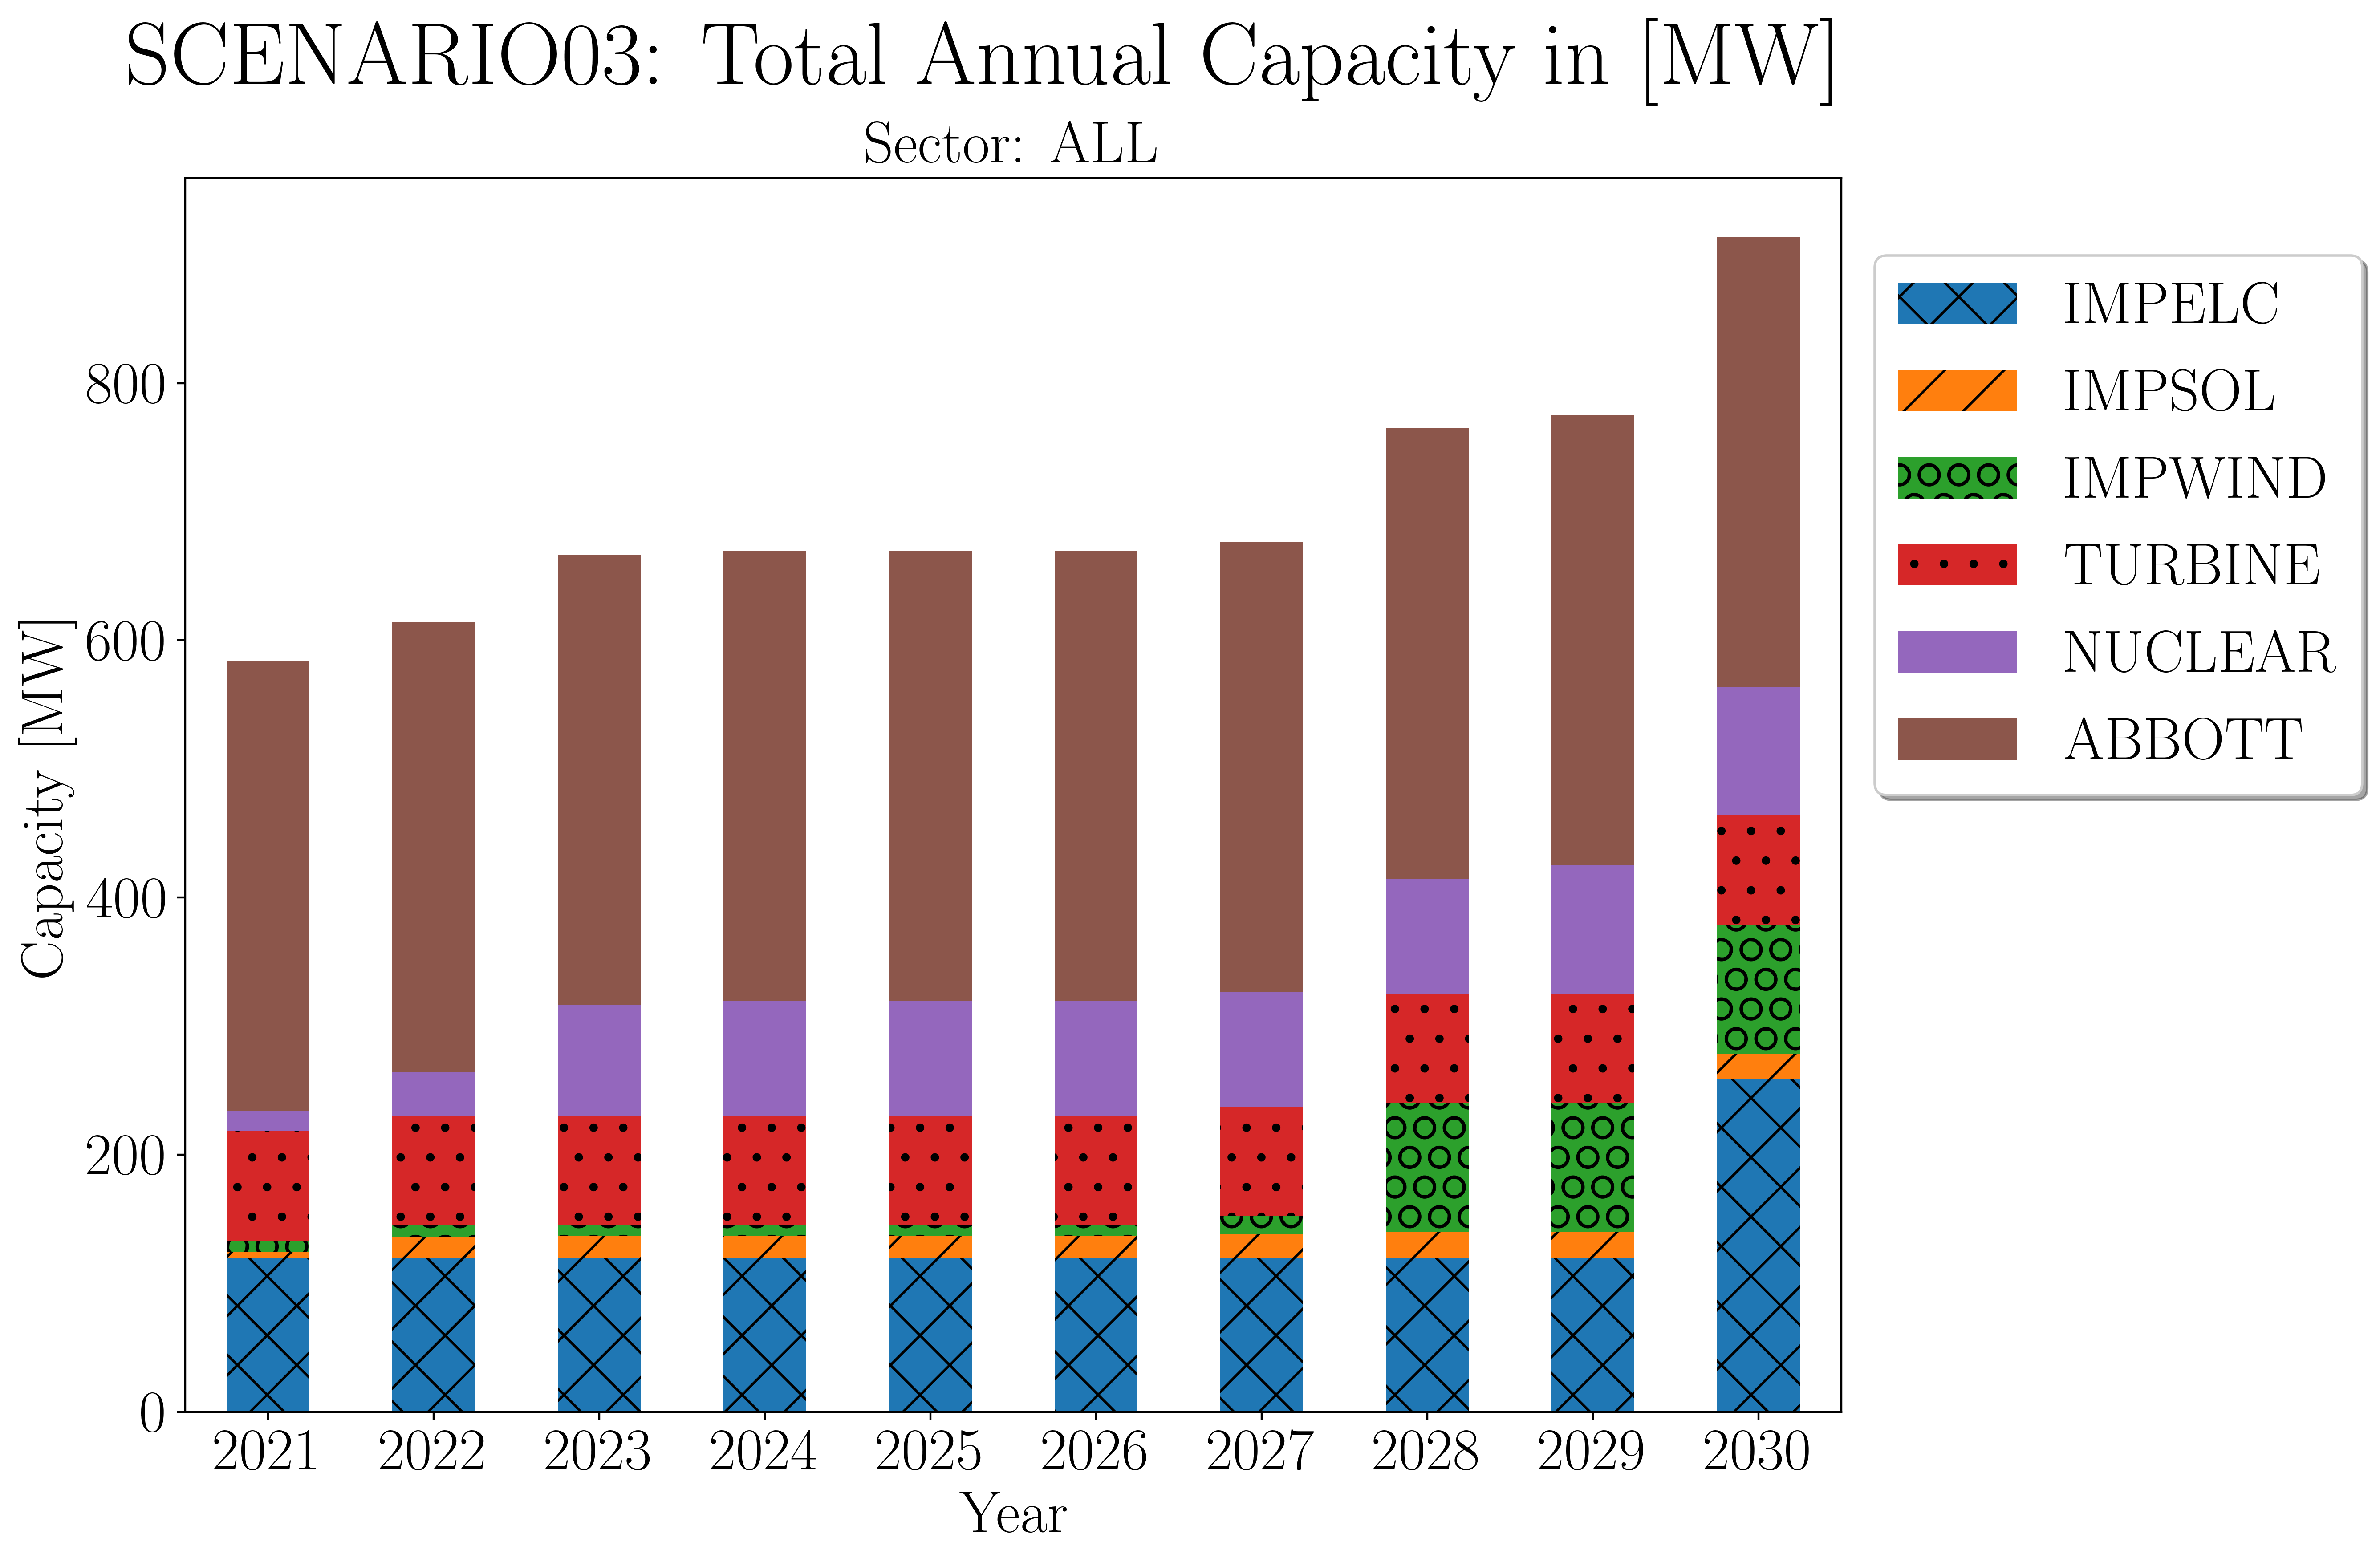 SCENARIO03: Total Annual Capacity in [MW]
Sector: ALL
Capacity [MW]
800
600
400
200
0
2021 2022 2023 2024 2025 2026 2027 2028 2029 2030
Year
IMPELC
IMPSOL
IMPWIND
TURBINE
NUCLEAR
ABBOTT